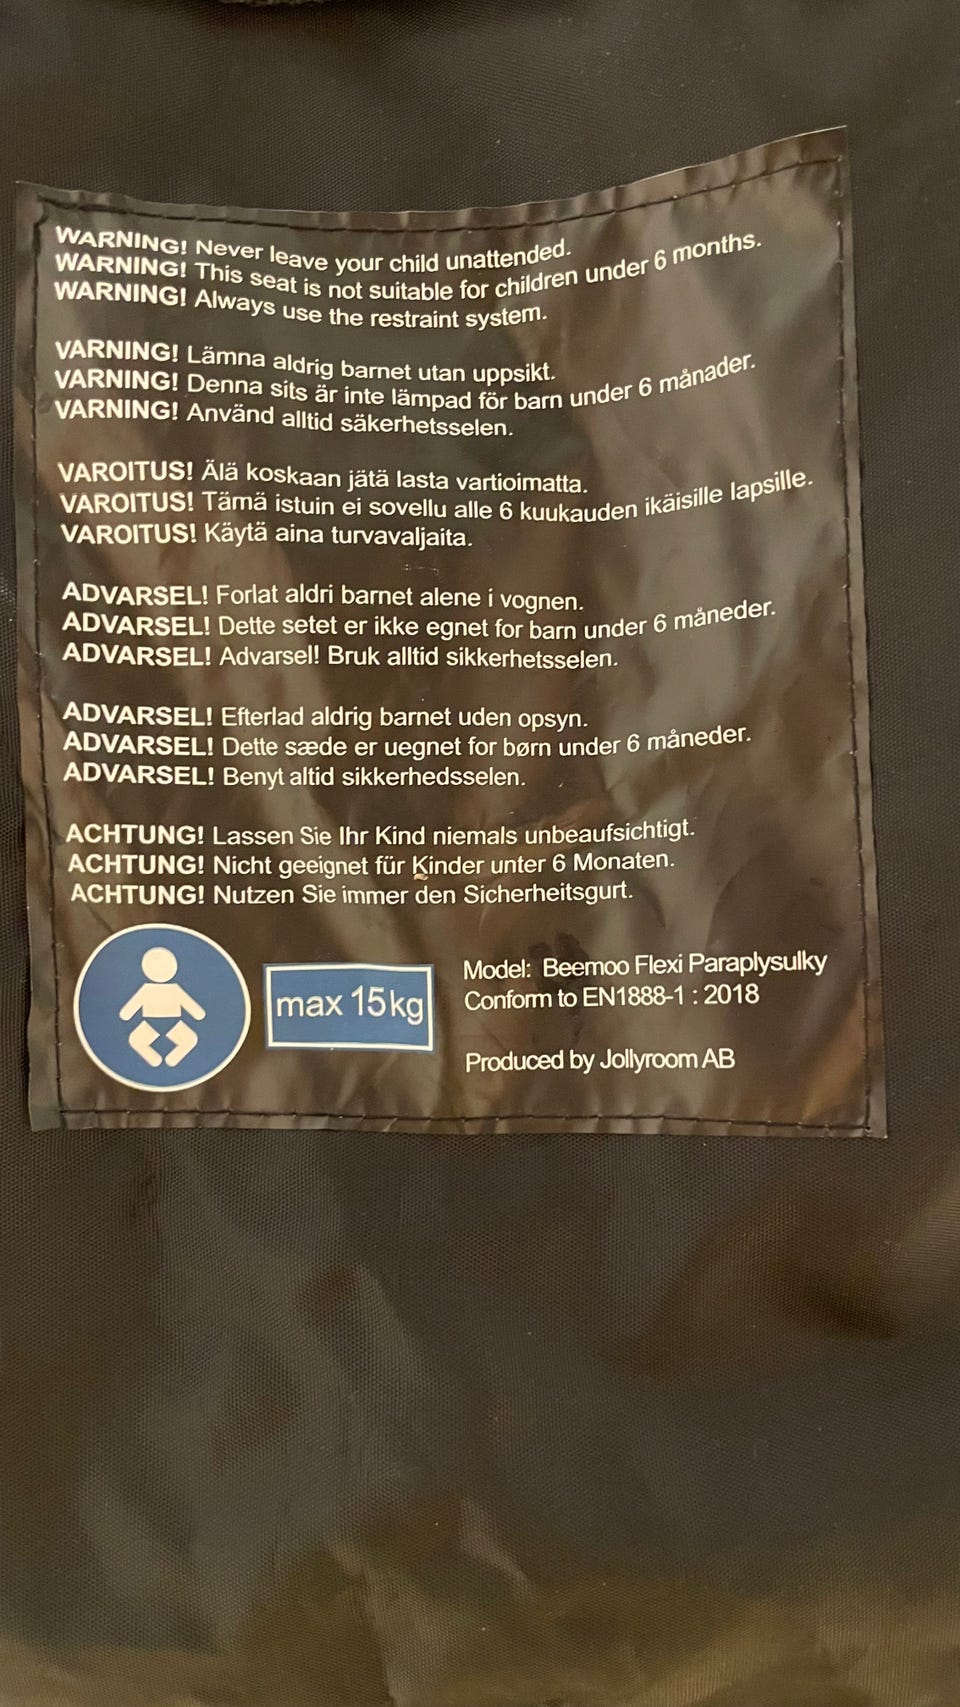 WARNING! Never leave your child unattended.
WARNING! This seat is not suitable for children under 6 months.
WARNING! Always use the restraint system.
VARNING! Lämna aldrig barnet utan uppsikt.
VARNING! Denna sits är inte lämpad för barn under 6 månader.
VARNING! Använd alltid säkerhetsselen.
VAROITUS! Älä koskaan jätä lasta vartioimatta.
VAROITUS! Tämä istuin ei sovellu alle 6 kuukauden ikäisille lapsille.
VAROITUS! Käytä aina turvavaljaita.
ADVARSEL! Forlat aldri barnet alene i vognen.
ADVARSEL! Dette setet er ikke egnet for barn under 6 måneder.
ADVARSEL! Advarsel! Bruk alltid sikkerhetsselen.
ADVARSEL! Efterlad aldrig barnet uden opsyn.
ADVARSEL! Dette sæde er uegnet for børn under 6 måneder.
ADVARSEL! Benyt altid sikkerhedsselen.
ACHTUNG! Lassen Sie Ihr Kind niemals unbeaufsichtigt.
ACHTUNG! Nicht geeignet für Kinder unter 6 Monaten.
ACHTUNG! Nutzen Sie immer den Sicherheitsgurt.
max 15kg
Model: Beemoo Flexi Paraplysulky
Conform to EN1888-1 : 2018
Produced by Jollyroom AB